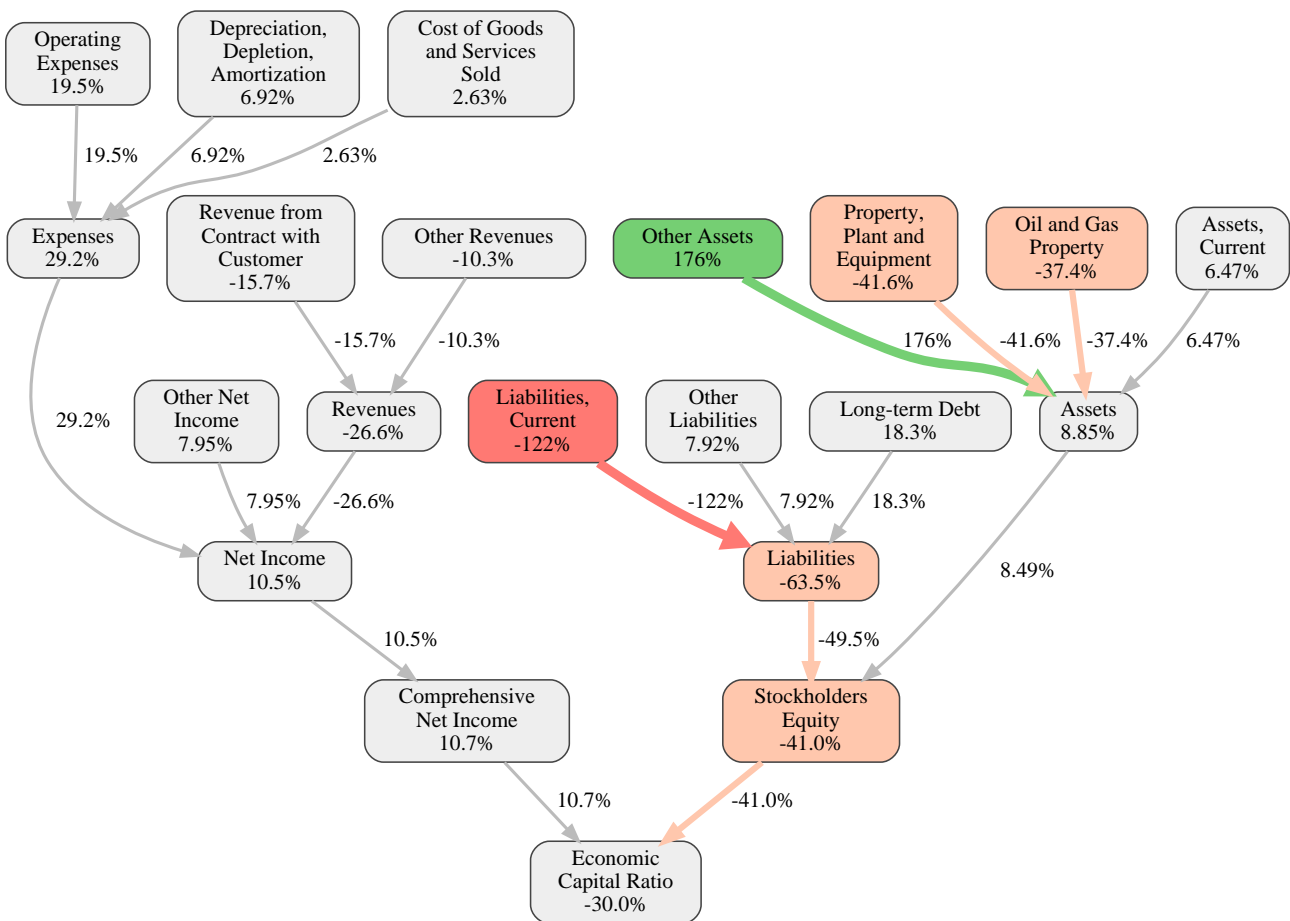 Operating
Expenses
19.5%
Depreciation,
Depletion,
Amortization
6.92%
Cost of Goods
and Services
Sold
2.63%
19.5%
6.92%
2.63%
Expenses
29.2%
Revenue from
Contract with
Customer
-15.7%
Other Revenues
-10.3%
Other Assets
176%
Property,
Plant and
Equipment
-41.6%
Oil and Gas
Property
-37.4%
Assets,
Current
6.47%
-15.7%
-10.3%
176%
-41.6%
-37.4%
6.47%
29.2%
Other Net
Income
7.95%
Revenues
-26.6%
Liabilities,
Current
-122%
Other
Liabilities
7.92%
Long-term Debt
18.3%
Assets
8.85%
7.95%
-26.6%
-122%
7.92%
18.3%
Net Income
10.5%
Liabilities
-63.5%
8.49%
10.5%
-49.5%
Comprehensive
Net Income
10.7%
Stockholders
Equity
-41.0%
10.7%
-41.0%
Economic
Capital Ratio
-30.0%